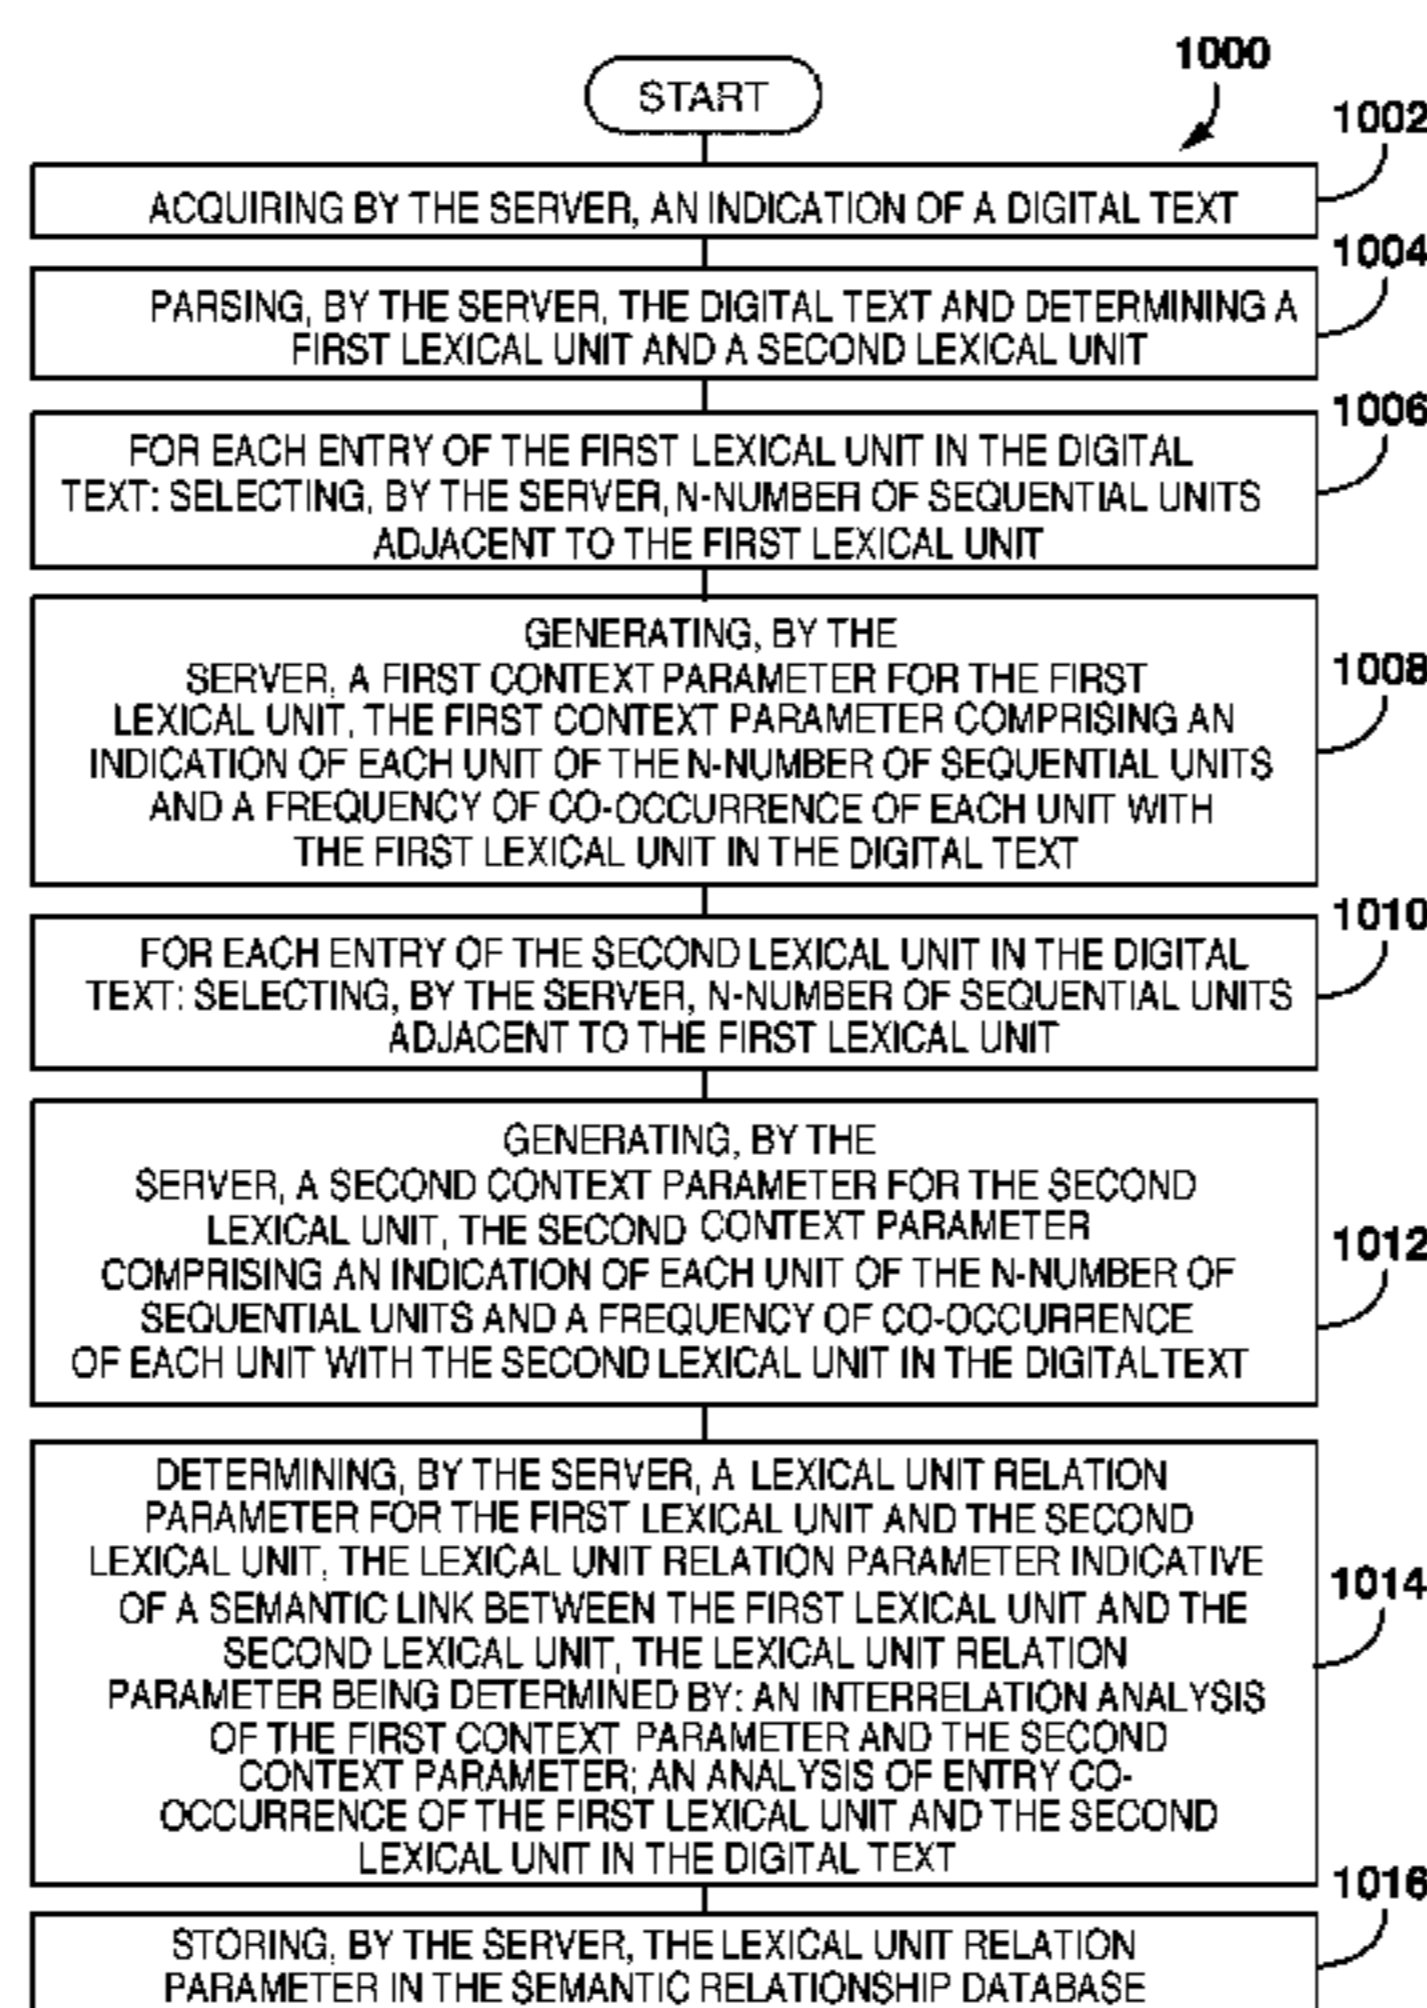 1000
START
1002
ACQUIRING BY THE SERVER, AN INDICATION OF A DIGITAL TEXT
1004
PARSING, BY THE SERVER, THE DIGITAL TEXT AND DETERMINING A
FIRST LEXICAL UNIT AND A SECOND LEXICAL UNIT
1006
FOR EACH ENTRY OF THE FIRST LEXICAL UNIT IN THE DIGITAL
TEXT: SELECTING, BY THE SERVER, N-NUMBER OF SEQUENTIAL UNITS
ADJACENT TO THE FIRST LEXICAL UNIT
1008
GENERATING, BY THE
SERVER, A FIRST CONTEXT PARAMETER FOR THE FIRST
LEXICAL UNIT, THE FIRST CONTEXT PARAMETER COMPRISING AN
INDICATION OF EACH UNIT OF THE N-NUMBER OF SEQUENTIAL UNITS
AND A FREQUENCY OF CO-OCCURRENCE OF EACH UNIT WITH
THE FIRST LEXICAL UNIT IN THE DIGITAL TEXT
1010
FOR EACH ENTRY OF THE SECOND LEXICAL UNIT IN THE DIGITAL
TEXT: SELECTING, BY THE SERVER, N-NUMBER OF SEQUENTIAL UNITS
ADJACENT TO THE FIRST LEXICAL UNIT
1012
GENERATING, BY THE
SERVER, A SECOND CONTEXT PARAMETER FOR THE SECOND
LEXICAL UNIT, THE SECOND CONTEXT PARAMETER
COMPRISING AN INDICATION OF EACH UNIT OF THE N-NUMBER OF
SEQUENTIAL UNITS AND A FREQUENCY OF CO-OCCURRENCE
OF EACH UNIT WITH THE SECOND LEXICAL UNIT IN THE DIGITAL TEXT
1014
DETERMINING, BY THE SERVER, A LEXICAL UNIT RELATION
PARAMETER FOR THE FIRST LEXICAL UNIT AND THE SECOND
LEXICAL UNIT, THE LEXICAL UNIT RELATION PARAMETER INDICATIVE
OF A SEMANTIC LINK BETWEEN THE FIRST LEXICAL UNIT AND THE
SECOND LEXICAL UNIT, THE LEXICAL UNIT RELATION
PARAMETER BEING DETERMINED BY: AN INTERRELATION ANALYSIS
OF THE FIRST CONTEXT PARAMETER AND THE SECOND
CONTEXT PARAMETER; AN ANALYSIS OF ENTRY CO-
OCCURRENCE OF THE FIRST LEXICAL UNIT AND THE SECOND
LEXICAL UNIT IN THE DIGITAL TEXT
1016
STORING, BY THE SERVER, THE LEXICAL UNIT RELATION
PARAMETER IN THE SEMANTIC RELATIONSHIP DATABASE